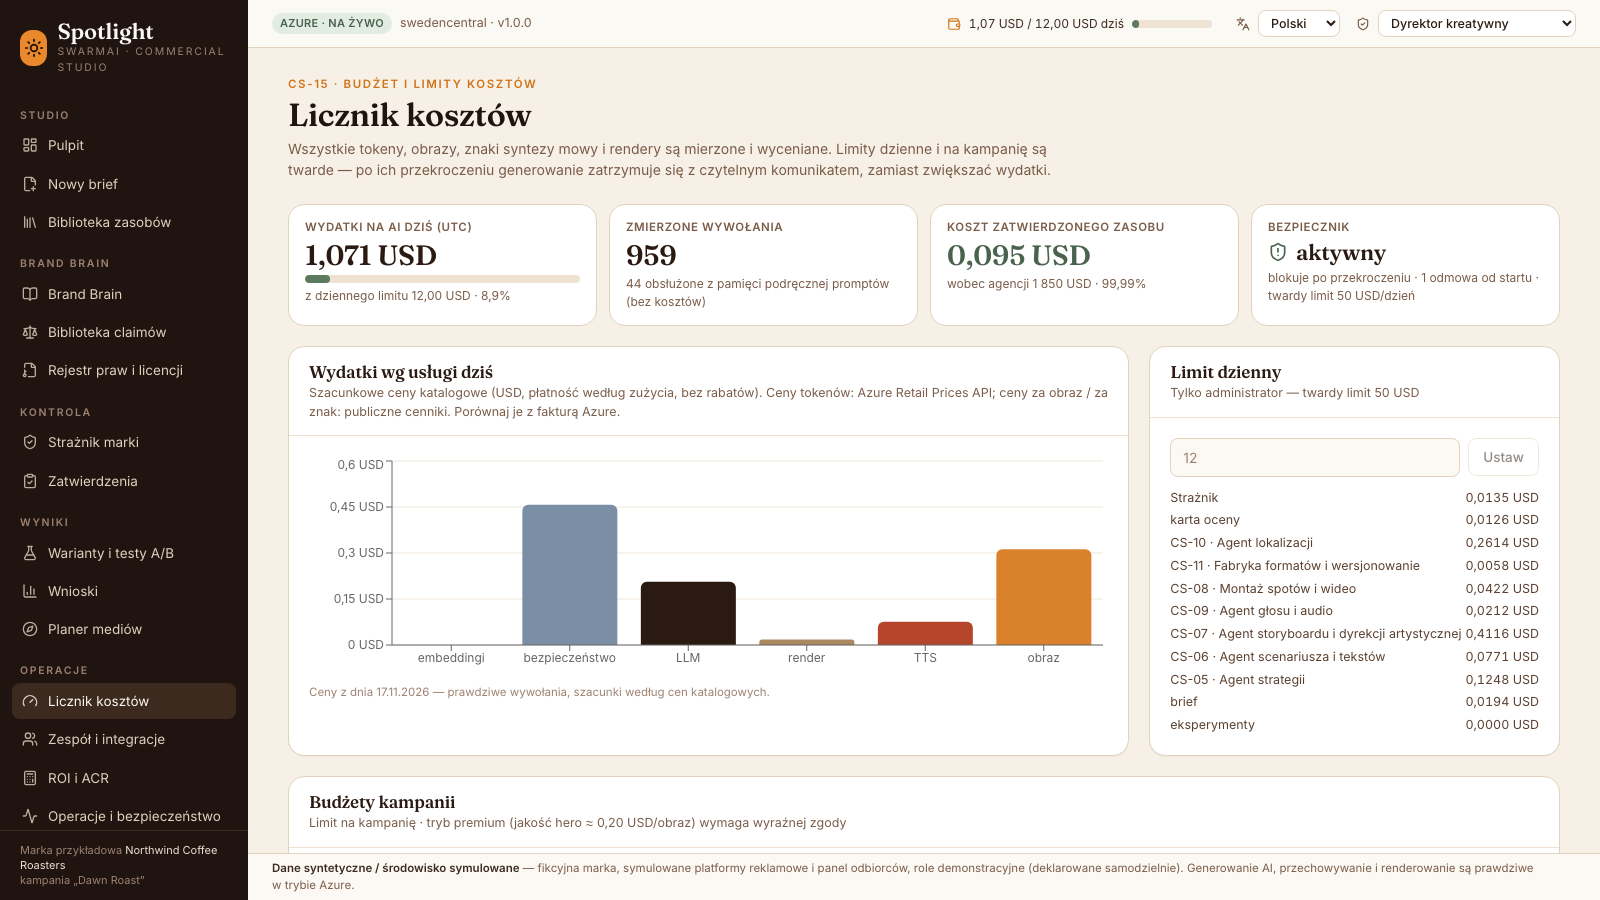 Spotlight
SWARMAI · COMMERCIAL
STUDIO
STUDIO
Pulpit
Nowy brief
Biblioteka zasobów
BRAND BRAIN
Brand Brain
Biblioteka claimów
Rejestr praw i licencji
KONTROLA
Strażnik marki
Zatwierdzenia
WYNIKI
Warianty i testy A/B
Wnioski
Planer mediów
OPERACJE
Licznik kosztów
Zespół i integracje
ROI i ACR
Operacje i bezpieczeństwo
Marka przykładowa Northwind Coffee
Roasters
kampania „Dawn Roast”
AZURE · NA ŻYWO swedencentral · v1.0.0
1,07 USD / 12,00 USD dziś
Polski
Dyrektor kreatywny
CS-15 · BUDŻET I LIMITY KOSZTÓW
Licznik kosztów
Wszystkie tokeny, obrazy, znaki syntezy mowy i rendery są mierzone i wyceniane. Limity dzienne i na kampanię są
twarde — po ich przekroczeniu generowanie zatrzymuje się z czytelnym komunikatem, zamiast zwiększać wydatki.
WYDATKI NA AI DZIŚ (UTC)
1,071 USD
z dziennego limitu 12,00 USD · 8,9%
ZMIERZONE WYWOŁANIA
959
44 obsłużone z pamięci podręcznej promptów
(bez kosztów)
KOSZT ZATWIERDZONEGO ZASOBU
0,095 USD
wobec agencji 1 850 USD · 99,99%
BEZPIECZNIK
aktywny
blokuje po przekroczeniu · 1 odmowa od startu ·
twardy limit 50 USD/dzień
Wydatki wg usługi dziś
Szacunkowe ceny katalogowe (USD, płatność według zużycia, bez rabatów). Ceny tokenów: Azure Retail Prices API; ceny za obraz / za
znak: publiczne cenniki. Porównaj je z fakturą Azure.
0,6 USD
0,45 USD
0,3 USD
0,15 USD
0 USD
embeddingi bezpieczeństwo LLM render TTS obraz
Ceny z dnia 17.11.2026 — prawdziwe wywołania, szacunki według cen katalogowych.
Limit dzienny
Tylko administrator — twardy limit 50 USD
12 Ustaw
Strażnik 0,0135 USD
karta oceny 0,0126 USD
CS-10 · Agent lokalizacji 0,2614 USD
CS-11 · Fabryka formatów i wersjonowanie 0,0058 USD
CS-08 · Montaż spotów i wideo 0,0422 USD
CS-09 · Agent głosu i audio 0,0212 USD
CS-07 · Agent storyboardu i dyrekcji artystycznej 0,4116 USD
CS-06 · Agent scenariusza i tekstów 0,0771 USD
CS-05 · Agent strategii 0,1248 USD
brief 0,0194 USD
eksperymenty 0,0000 USD
Budżety kampanii
Limit na kampanię · tryb premium (jakość hero ≈ 0,20 USD/obraz) wymaga wyraźnej zgody
Dane syntetyczne / środowisko symulowane — fikcyjna marka, symulowane platformy reklamowe i panel odbiorców, role demonstracyjne (deklarowane samodzielnie). Generowanie AI, przechowywanie i renderowanie są prawdziwe
w trybie Azure.